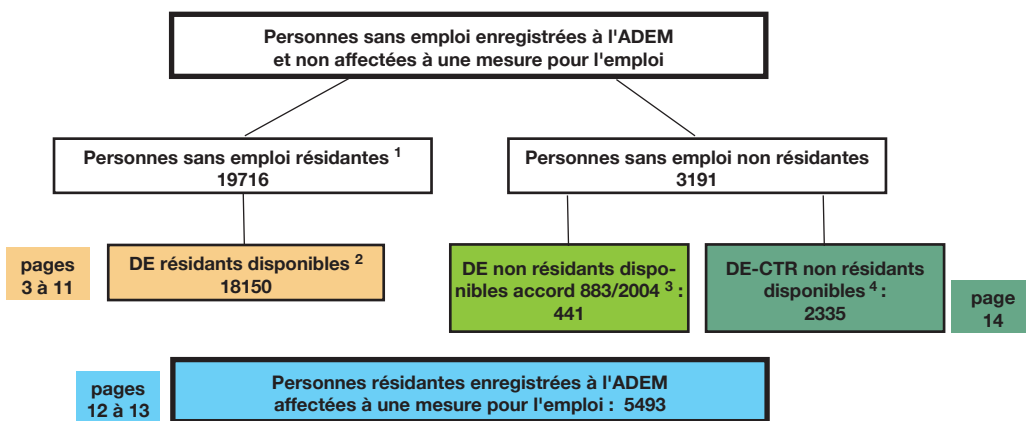 Personnes sans emploi enregistrées à l'ADEM
et non affectées à une mesure pour l'emploi
Personnes sans emploi résidantes 1
19716
Personnes sans emploi non résidantes
3191
pages
3 à 11
DE résidants disponibles 2
18150
DE non résidants dispo-
nibles accord 883/2004 3 :
441
DE-CTR non résidants
disponibles 4 :
2335
page
14
pages
12 à 13
Personnes résidantes enregistrées à l'ADEM
affectées à une mesure pour l'emploi : 5493